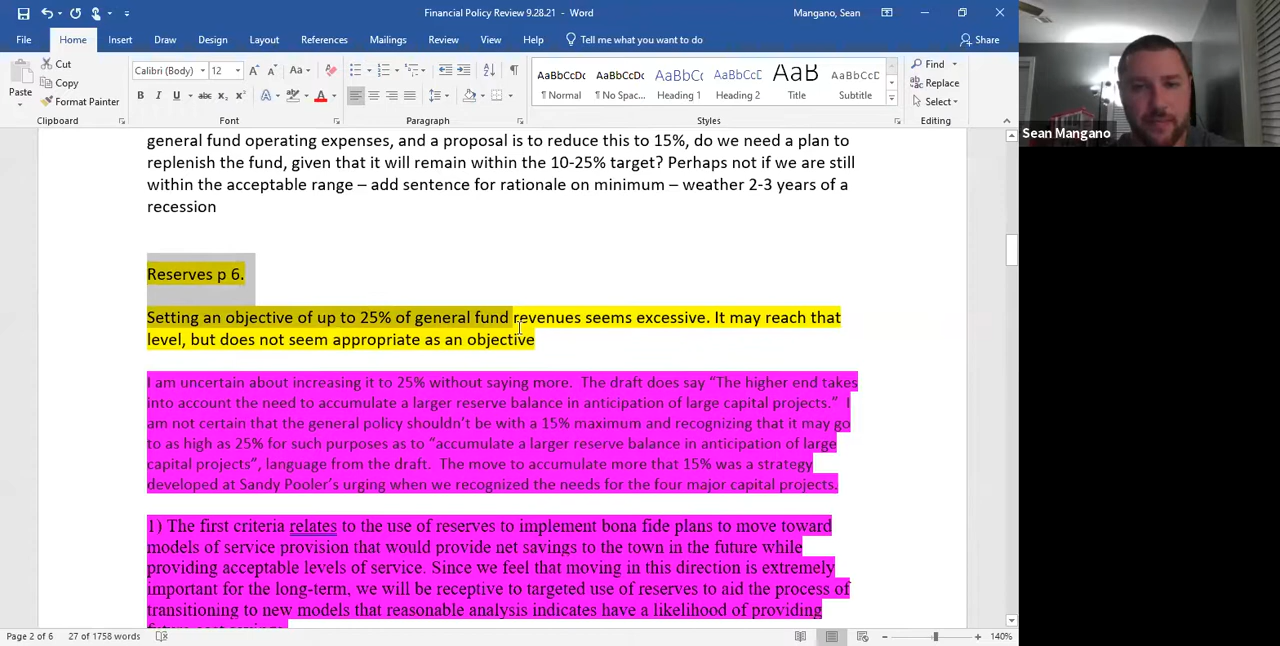 Financial Policy Review 9.28.21 - Word
Mangano, Sean
File Home Insert Draw Design Layout References Mailings Review View Help Tell me what you want to do Share
Paste
Cut
Copy
Format Painter
Clipboard
Calibri (Body) 12
Font
Paragraph
AaBbCcDc AaBbCcDc AaBbCcD AaBbCcD AaB AaBbCcC
¶ Normal ¶ No Spac... Heading 1 Heading 2 Title Subtitle
Styles
Find
Replace
Select
Editing
general fund operating expenses, and a proposal is to reduce this to 15%, do we need a plan to
replenish the fund, given that it will remain within the 10-25% target? Perhaps not if we are still
within the acceptable range – add sentence for rationale on minimum – weather 2-3 years of a
recession
Reserves p 6.
Setting an objective of up to 25% of general fund revenues seems excessive. It may reach that
level, but does not seem appropriate as an objective
I am uncertain about increasing it to 25% without saying more. The draft does say “The higher end takes
into account the need to accumulate a larger reserve balance in anticipation of large capital projects.” I
am not certain that the general policy shouldn’t be with a 15% maximum and recognizing that it may go
to as high as 25% for such purposes as to “accumulate a larger reserve balance in anticipation of large
capital projects”, language from the draft. The move to accumulate more that 15% was a strategy
developed at Sandy Pooler’s urging when we recognized the needs for the four major capital projects.
1) The first criteria relates to the use of reserves to implement bona fide plans to move toward
models of service provision that would provide net savings to the town in the future while
providing acceptable levels of service. Since we feel that moving in this direction is extremely
important for the long-term, we will be receptive to targeted use of reserves to aid the process of
transitioning to new models that reasonable analysis indicates have a likelihood of providing
future cost savings.
Page 2 of 6 27 of 1758 words 140%
Sean Mangano